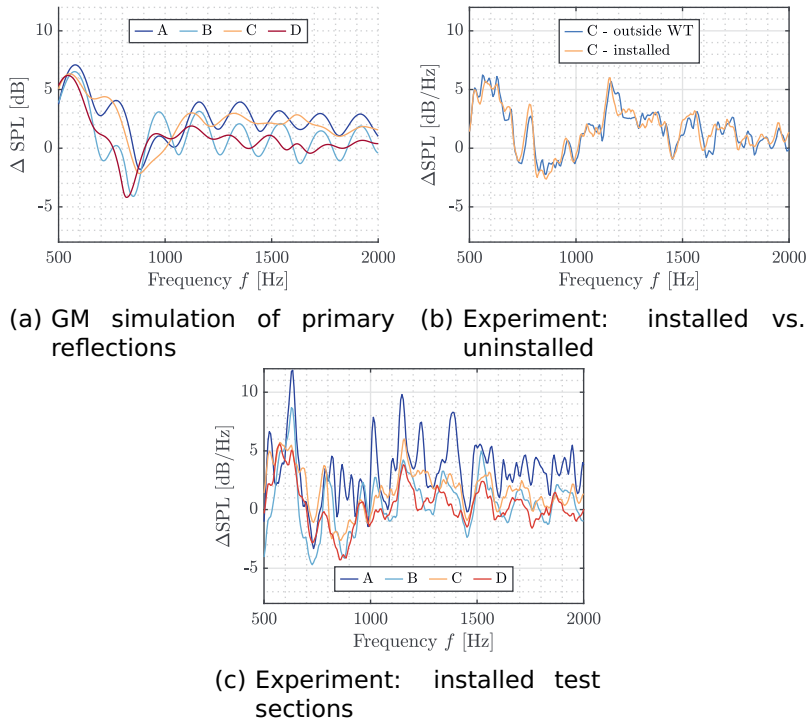 10
5
0
-5
500
1000
1500
2000
Δ SPL [dB]
Frequency f [Hz]
A B C D
(a) GM simulation of primary
reflections
10
5
0
-5
500
1000
1500
2000
ΔSPL [dB/Hz]
Frequency f [Hz]
C - outside WT
C - installed
(b) Experiment: installed vs.
uninstalled
10
5
0
-5
500
1000
1500
2000
ΔSPL [dB/Hz]
Frequency f [Hz]
A B C D
(c) Experiment: installed test
sections